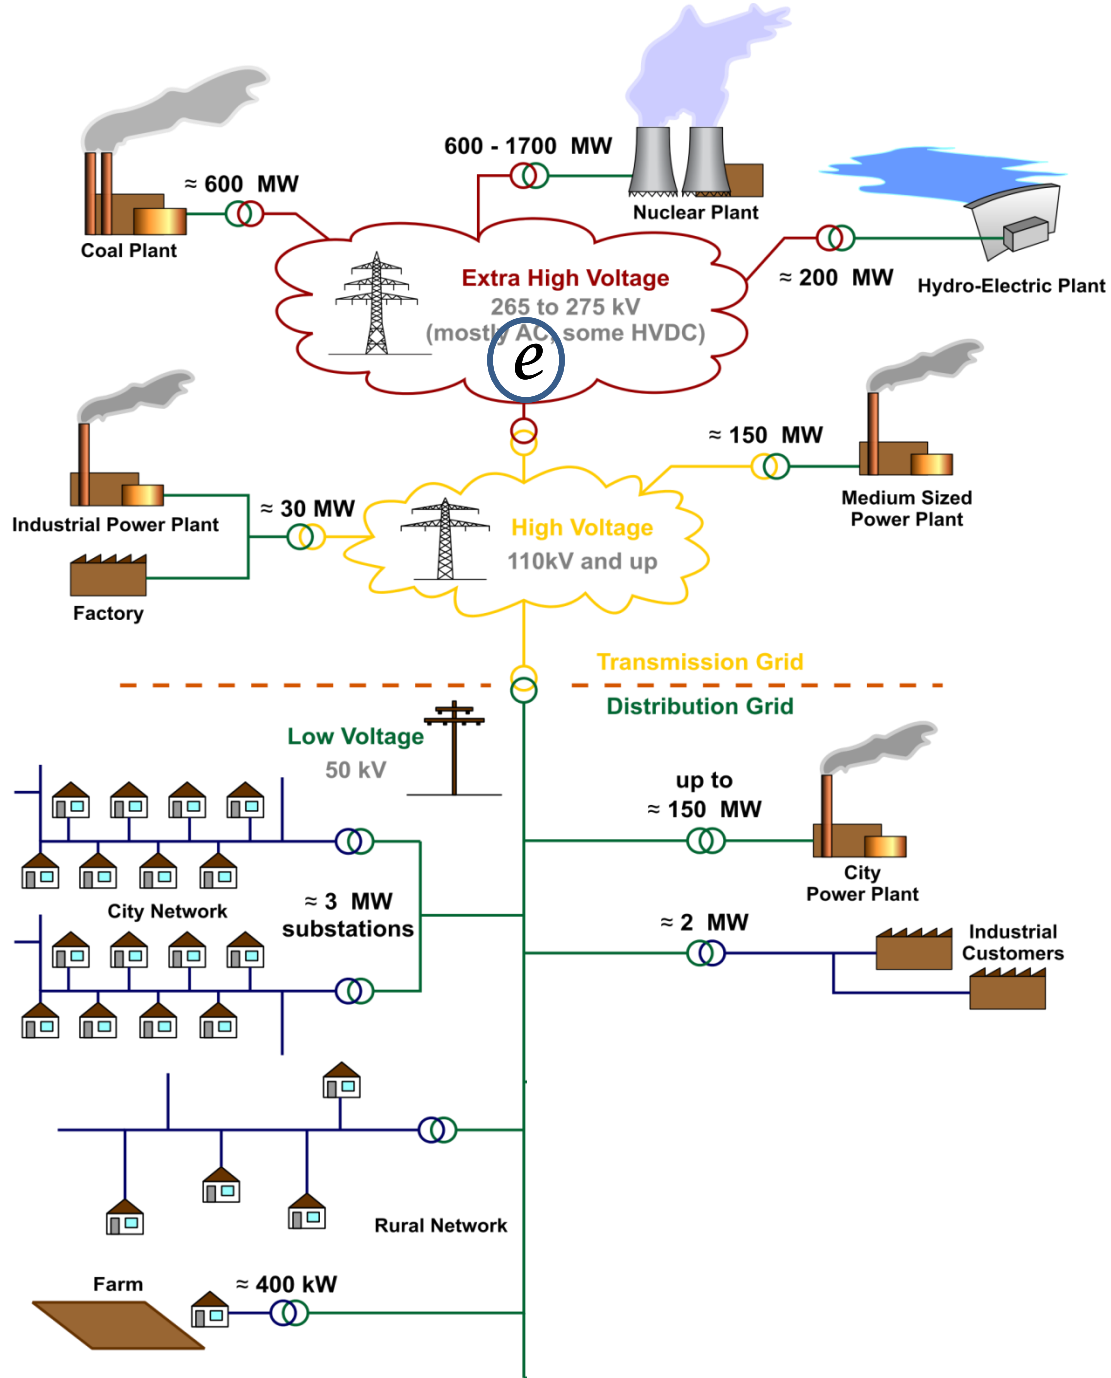 600 - 1700 MW
≈ 600 MW
Nuclear Plant
Coal Plant
Extra High Voltage
≈ 200 MW
Hydro-Electric Plant
265 to 275 kV
(mostly AC, some HVDC)
e
≈ 150 MW
Medium Sized
Power Plant
≈ 30 MW
Industrial Power Plant
High Voltage
110kV and up
Factory
Transmission Grid
Distribution Grid
Low Voltage
50 kV
up to
≈ 150 MW
City
Power Plant
≈ 3 MW
substations
City Network
≈ 2 MW
Industrial
Customers
Rural Network
Farm
≈ 400 kW